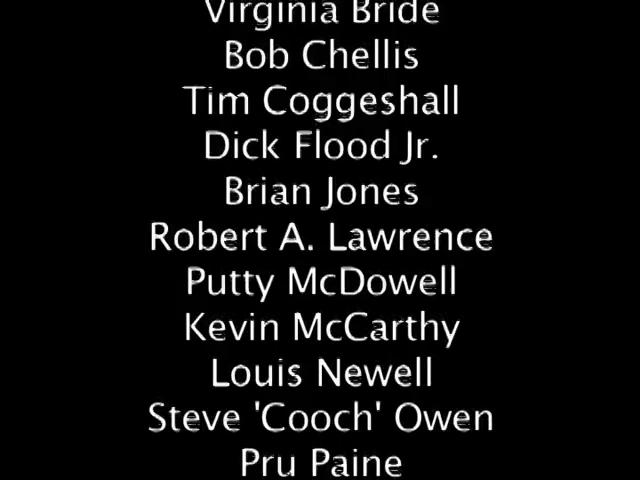 Virginia Bride
Bob Chellis
Tim Coggeshall
Dick Flood Jr.
Brian Jones
Robert A. Lawrence
Putty McDowell
Kevin McCarthy
Louis Newell
Steve 'Cooch' Owen
Pru Paine